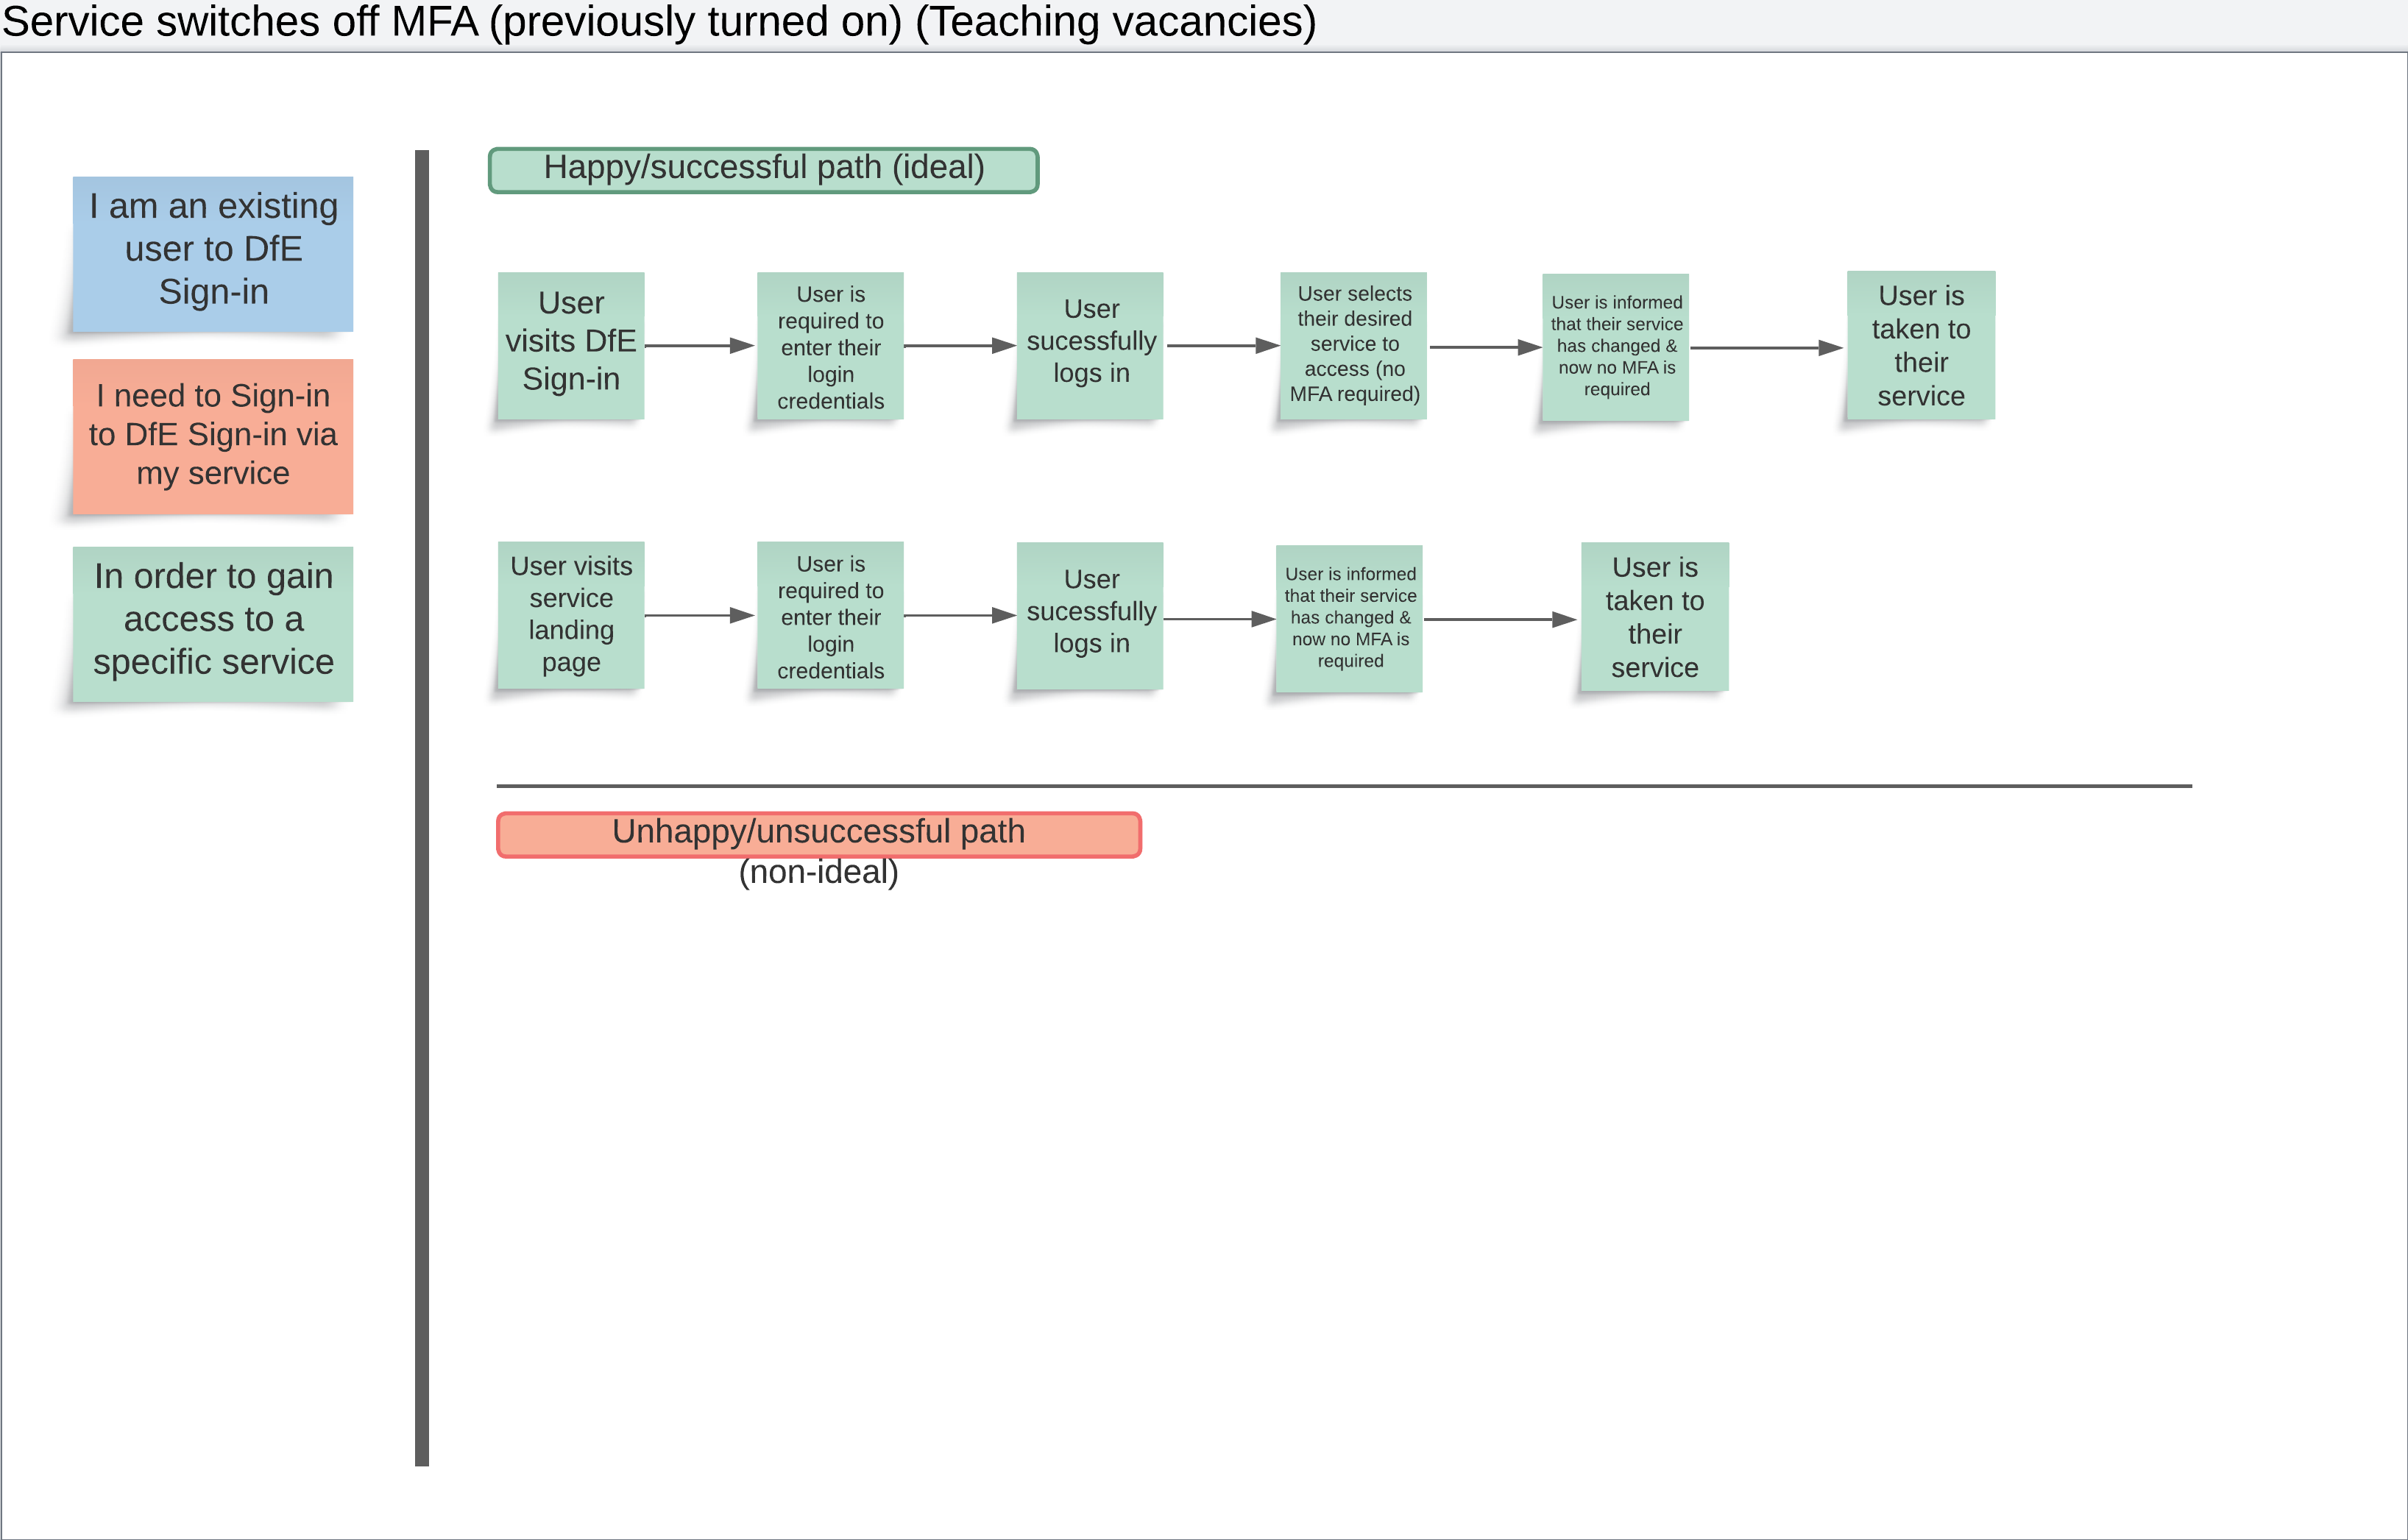 Service switches off MFA (previously turned on) (Teaching vacancies)
I am an existing
user to DfE
Sign-in
I need to Sign-in
to DfE Sign-in via
my service
In order to gain
access to a
specific service
Happy/successful path (ideal)
User
visits DfE
Sign-in
User is
required to
enter their
login
credentials
User
sucessfully
logs in
User selects
their desired
service to
access (no
MFA required)
User is informed
that their service
has changed &
now no MFA is
required
User is
taken to
their
service
User visits
service
landing
page
User is
required to
enter their
login
credentials
User
sucessfully
logs in
User is informed
that their service
has changed &
now no MFA is
required
User is
taken to
their
service
Unhappy/unsuccessful path
(non-ideal)